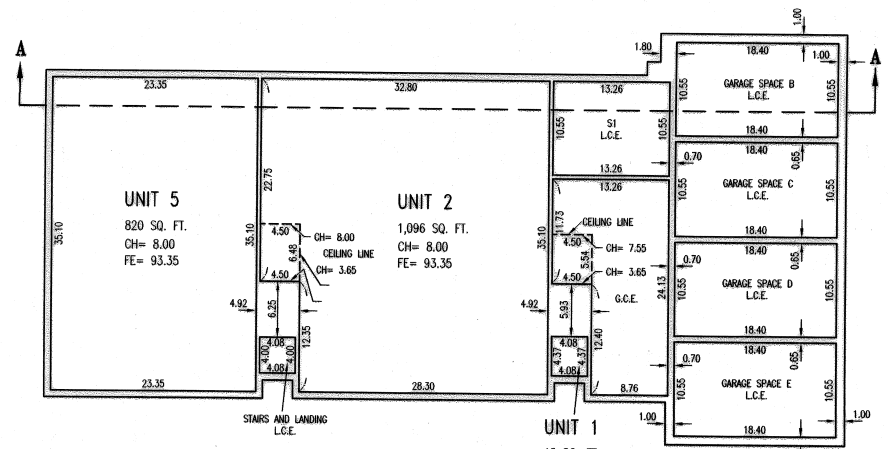 1.00
A
23.35
32.80
1.80
18.40
1.00
A
13.26
GARAGE SPACE B
L.C.E.
10.55
10.55
S1
L.C.E.
10.55
10.55
18.40
13.26
0.70
18.40
0.65
13.26
22.75
UNIT 5
820 SQ. FT.
CH= 8.00
FE= 93.35
35.10
35.10
UNIT 2
1,096 SQ. FT.
CH= 8.00
FE= 93.35
35.10
GARAGE SPACE C
L.C.E.
10.55
10.55
11.73
CEILING LINE
4.50
CH= 8.00
6.48
CEILING LINE
CH= 3.65
4.50
4.50
CH= 7.55
5.54
CH= 3.65
4.50
18.40
18.40
0.65
0.70
24.13
G.C.E.
GARAGE SPACE D
L.C.E.
10.55
10.55
4.92
6.25
12.35
4.92
5.93
12.40
4.08
4.00
4.00
4.08
4.08
4.37
4.37
4.08
18.40
18.40
0.65
0.70
GARAGE SPACE E
L.C.E.
10.55
10.55
23.35
28.30
8.76
STAIRS AND LANDING
L.C.E.
UNIT 1
1.00
18.40
1.00